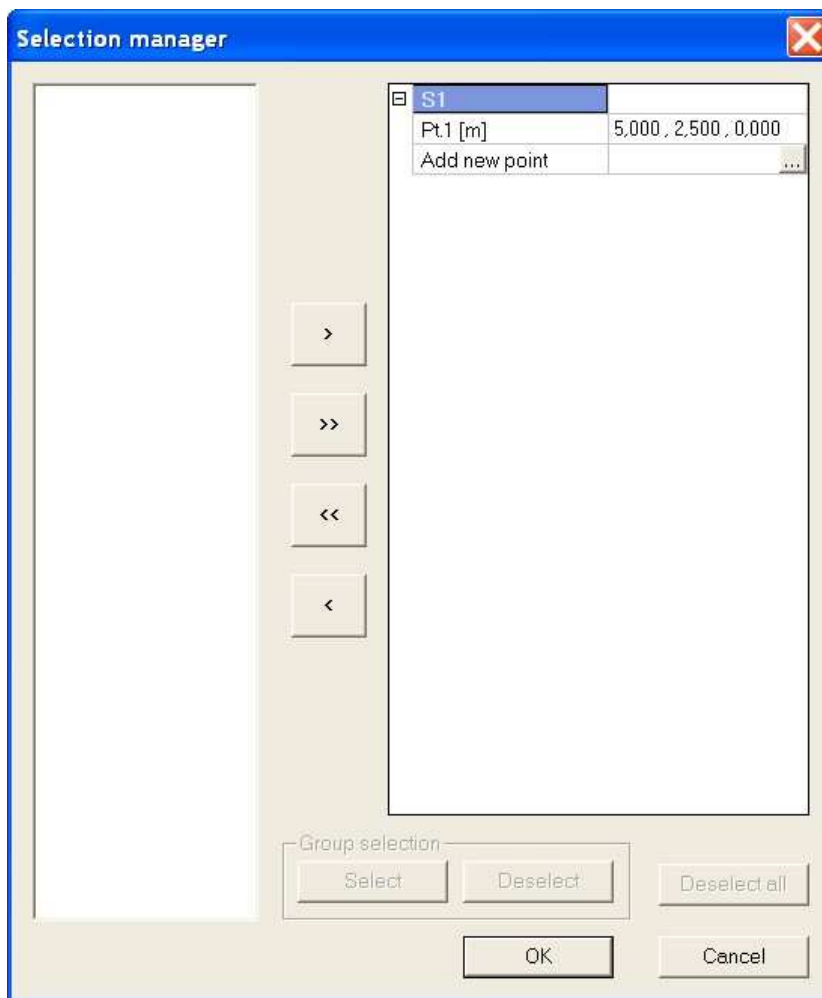 Selection manager
S1
Pt.1 [m] 5,000 , 2,500 , 0,000
Add new point ...
>
>>
<<
<
Group selection
Select Deselect Deselect all
OK Cancel